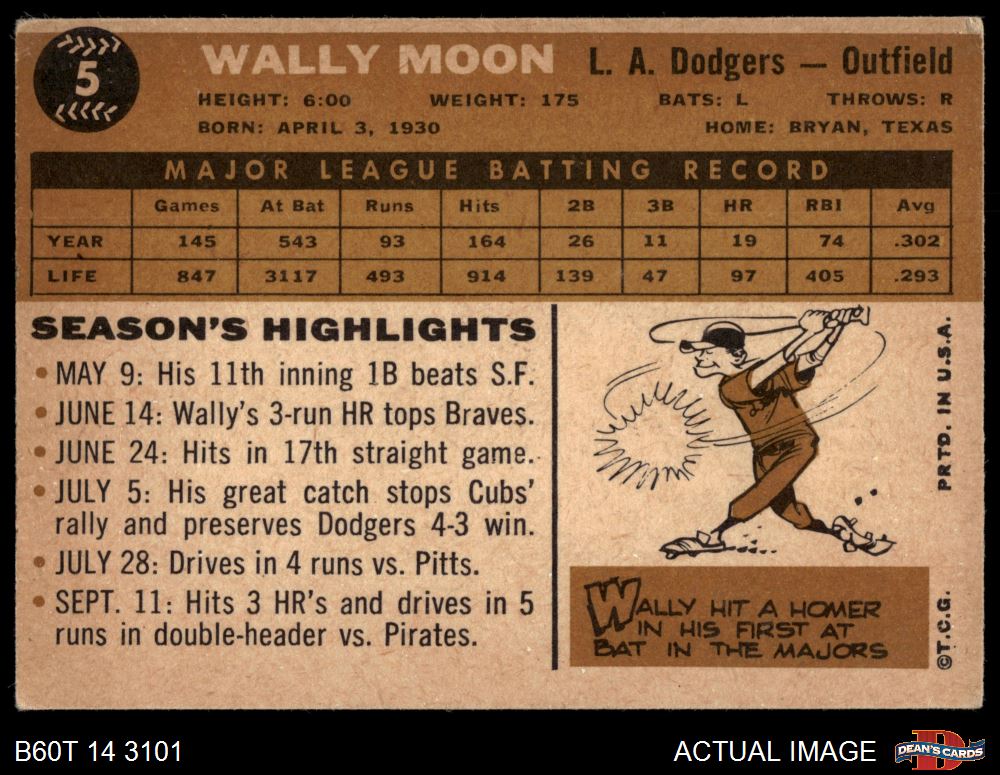 5
WALLY MOON L. A. Dodgers — Outfield
HEIGHT: 6:00 WEIGHT: 175 BATS: L THROWS: R
BORN: APRIL 3, 1930 HOME: BRYAN, TEXAS
MAJOR LEAGUE BATTING RECORD
Games At Bat Runs Hits 2B 3B HR RBI Avg
YEAR 145 543 93 164 26 11 19 74 .302
LIFE 847 3117 493 914 139 47 97 405 .293
SEASON'S HIGHLIGHTS
• MAY 9: His 11th inning 1B beats S.F.
• JUNE 14: Wally's 3-run HR tops Braves.
• JUNE 24: Hits in 17th straight game.
• JULY 5: His great catch stops Cubs'
rally and preserves Dodgers 4-3 win.
• JULY 28: Drives in 4 runs vs. Pitts.
• SEPT. 11: Hits 3 HR's and drives in 5
runs in double-header vs. Pirates.
WALLY HIT A HOMER
IN HIS FIRST AT
BAT IN THE MAJORS
©T.C.G. PRTD. IN U.S.A.
B60T 14 3101 ACTUAL IMAGE
D
DEAN'S CARDS